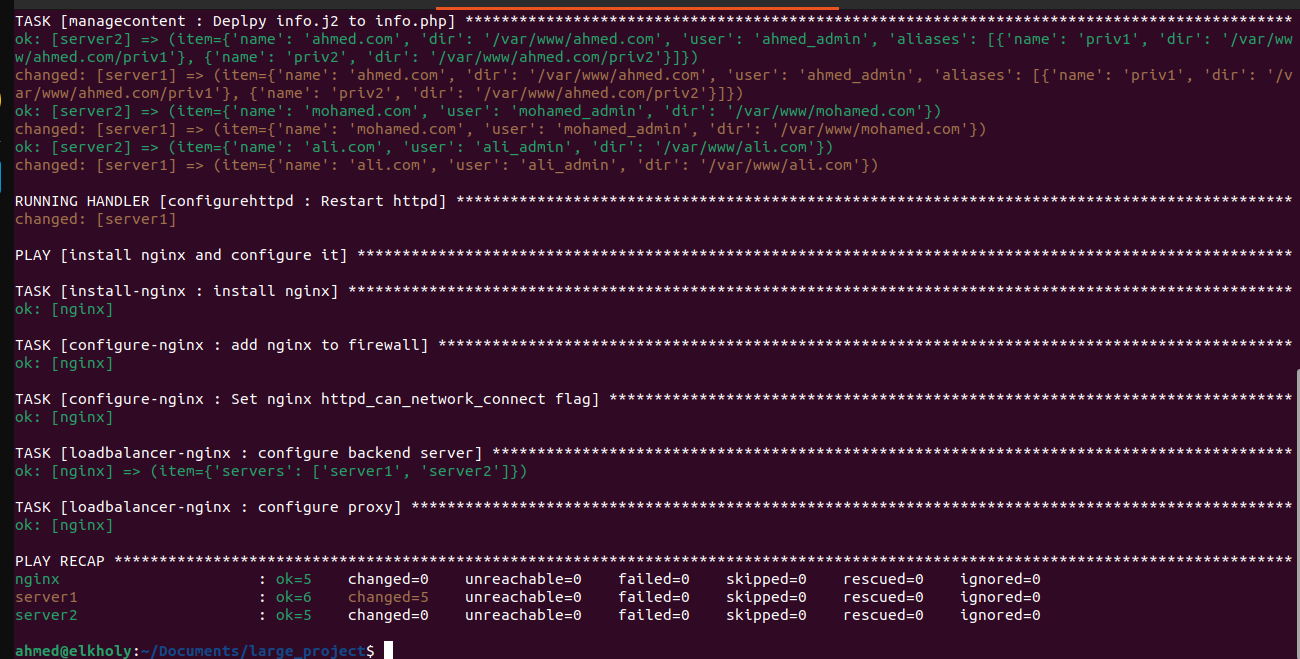 TASK [managecontent : Deplpy info.j2 to info.php] ********************************************************************************************
ok: [server2] => (item={'name': 'ahmed.com', 'dir': '/var/www/ahmed.com', 'user': 'ahmed_admin', 'aliases': [{'name': 'priv1', 'dir': '/var/ww
w/ahmed.com/priv1'}, {'name': 'priv2', 'dir': '/var/www/ahmed.com/priv2'}]})
changed: [server1] => (item={'name': 'ahmed.com', 'dir': '/var/www/ahmed.com', 'user': 'ahmed_admin', 'aliases': [{'name': 'priv1', 'dir': '/v
ar/www/ahmed.com/priv1'}, {'name': 'priv2', 'dir': '/var/www/ahmed.com/priv2'}]})
ok: [server2] => (item={'name': 'mohamed.com', 'user': 'mohamed_admin', 'dir': '/var/www/mohamed.com'})
changed: [server1] => (item={'name': 'mohamed.com', 'user': 'mohamed_admin', 'dir': '/var/www/mohamed.com'})
ok: [server2] => (item={'name': 'ali.com', 'user': 'ali_admin', 'dir': '/var/www/ali.com'})
changed: [server1] => (item={'name': 'ali.com', 'user': 'ali_admin', 'dir': '/var/www/ali.com'})
RUNNING HANDLER [configurehttpd : Restart httpd] *********************************************************************************************
changed: [server1]
PLAY [install nginx and configure it] ********************************************************************************************************
TASK [install-nginx : install nginx] *********************************************************************************************************
ok: [nginx]
TASK [configure-nginx : add nginx to firewall] ***********************************************************************************************
ok: [nginx]
TASK [configure-nginx : Set nginx httpd_can_network_connect flag] ****************************************************************************
ok: [nginx]
TASK [loadbalancer-nginx : configure backend server] *****************************************************************************************
ok: [nginx] => (item={'servers': ['server1', 'server2']})
TASK [loadbalancer-nginx : configure proxy] **************************************************************************************************
ok: [nginx]
PLAY RECAP ***********************************************************************************************************************************
nginx                      : ok=5    changed=0    unreachable=0    failed=0    skipped=0    rescued=0    ignored=0
server1                    : ok=6    changed=5    unreachable=0    failed=0    skipped=0    rescued=0    ignored=0
server2                    : ok=5    changed=0    unreachable=0    failed=0    skipped=0    rescued=0    ignored=0
ahmed@elkholy:~/Documents/large_project$